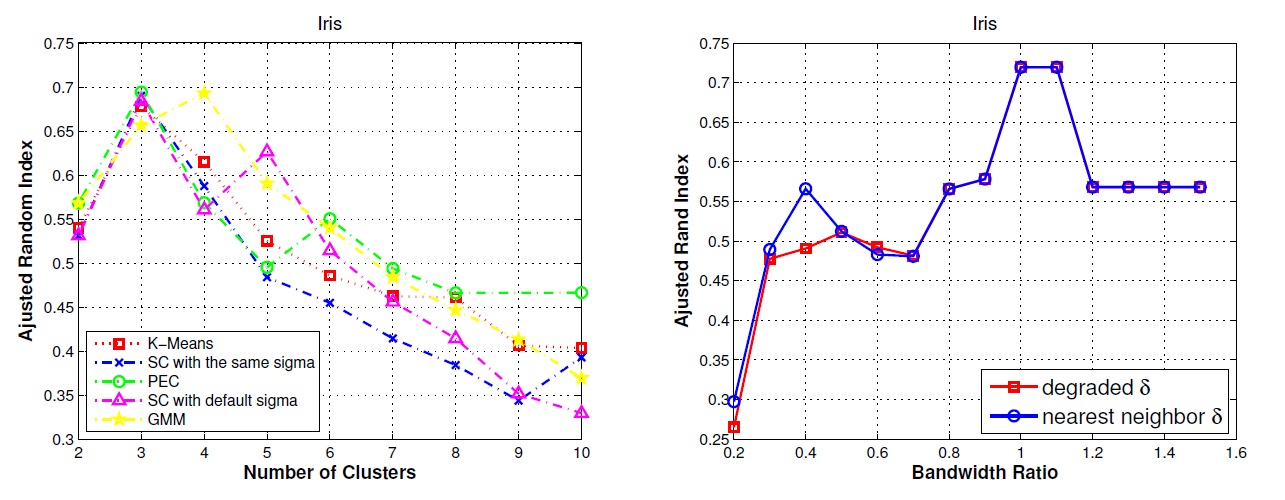 Iris
Ajusted Random Index
0.75
0.7
0.65
0.6
0.55
0.5
0.45
0.4
0.35
0.3
K-Means
SC with the same sigma
PEC
SC with default sigma
GMM
2 3 4 5 6 7 8 9 10
Number of Clusters
Iris
Ajusted Rand Index
0.75
0.7
0.65
0.6
0.55
0.5
0.45
0.4
0.35
0.3
0.25
degraded δ
nearest neighbor δ
0.2 0.4 0.6 0.8 1 1.2 1.4 1.6
Bandwidth Ratio